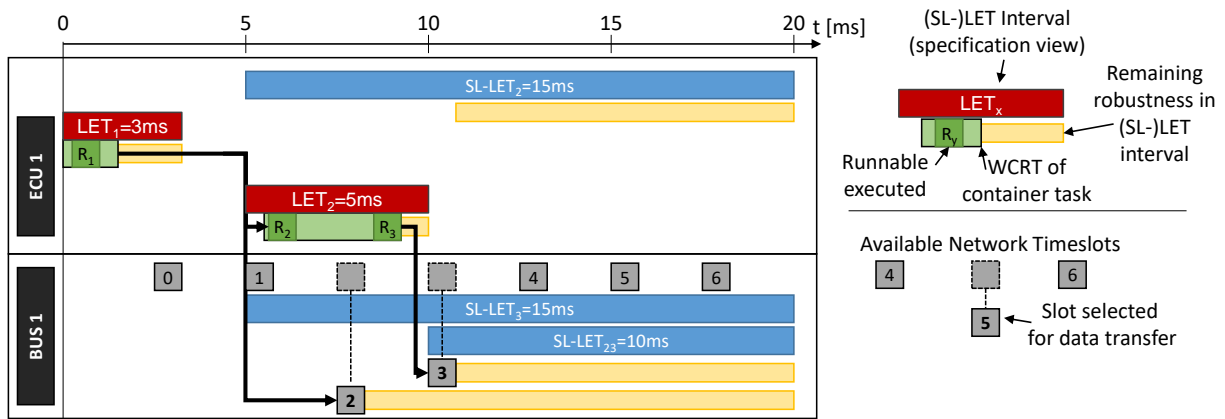 0 5 10 15 20 t [ms]
ECU 1
SL-LET2=15ms
LET1=3ms
R1
LET2=5ms
R2 R3
BUS 1
0 1 4 5 6
SL-LET3=15ms
SL-LET23=10ms
3
2
(SL-)LET Interval
(specification view)
LETx
Ry
Remaining
robustness in
(SL-)LET
interval
Runnable
executed
WCRT of
container task
Available Network Timeslots
4 6
5
Slot selected
for data transfer